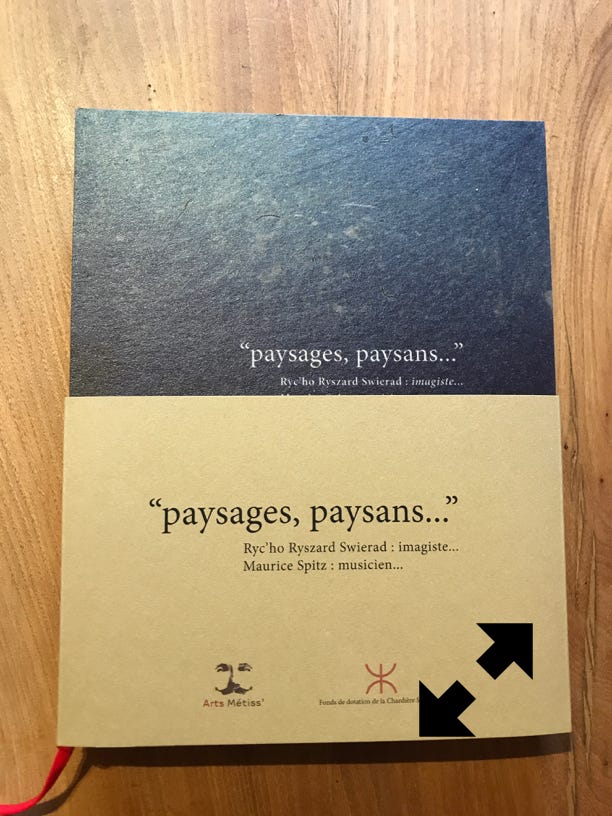 “paysages, paysans...”
Ryc’ho Ryszard Swierad : imagiste...
“paysages, paysans...”
Ryc’ho Ryszard Swierad : imagiste...
Maurice Spitz : musicien...
Arts Métiss’
Fonds de dotation de la Chardière